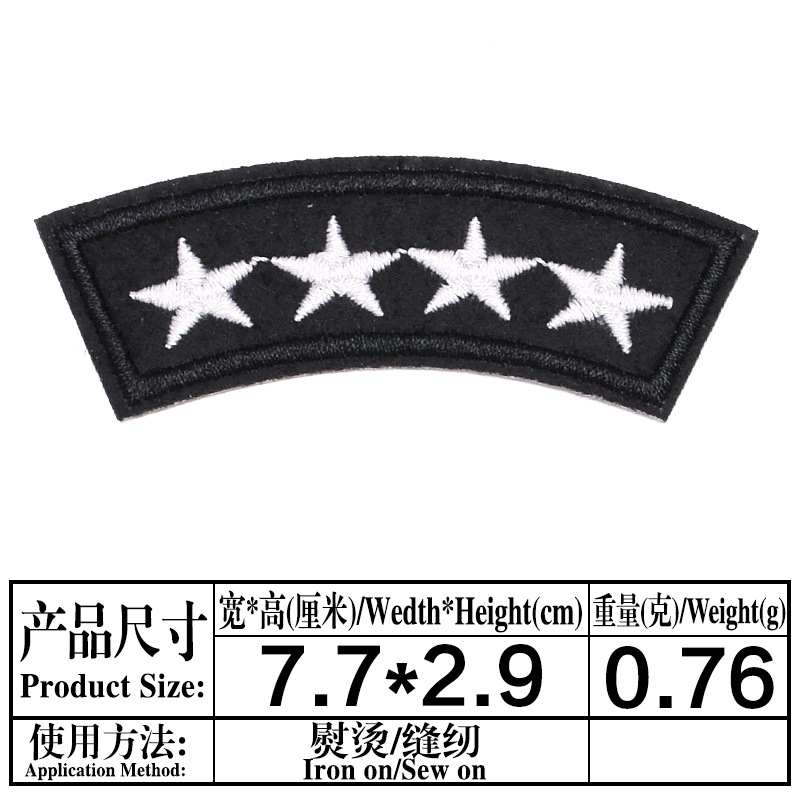 产品尺寸
Product Size:
宽*高(厘米)/Wedth*Height(cm)
重量(克)/Weight(g)
7.7*2.9
0.76
使用方法:
Application Method:
熨烫/缝纫
Iron on/Sew on